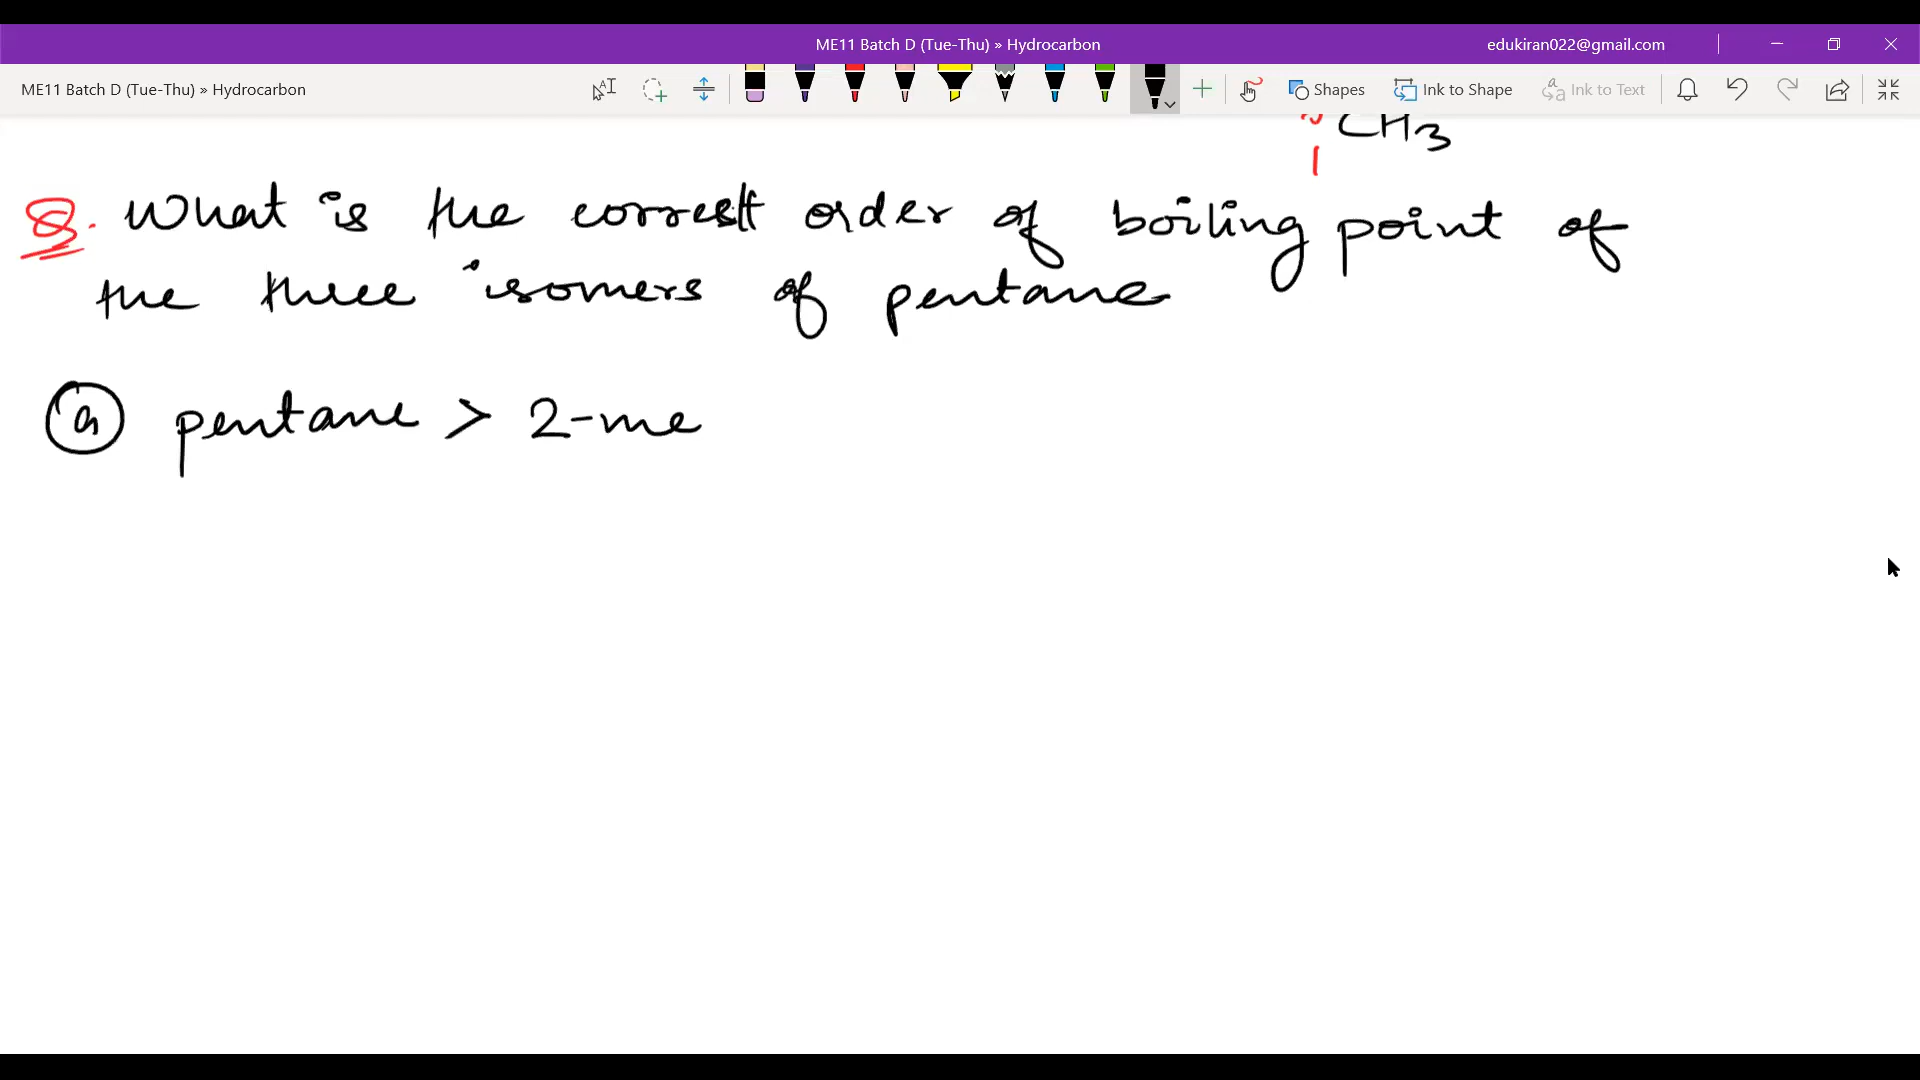 ME11 Batch D (Tue-Thu) » Hydrocarbon
edukiran022@gmail.com
ME11 Batch D (Tue-Thu) » Hydrocarbon
Shapes
Ink to Shape
Ink to Text
CH3
Q. What is the correct order of boiling point of
the three isomers of pentane
(a) pentane > 2-me